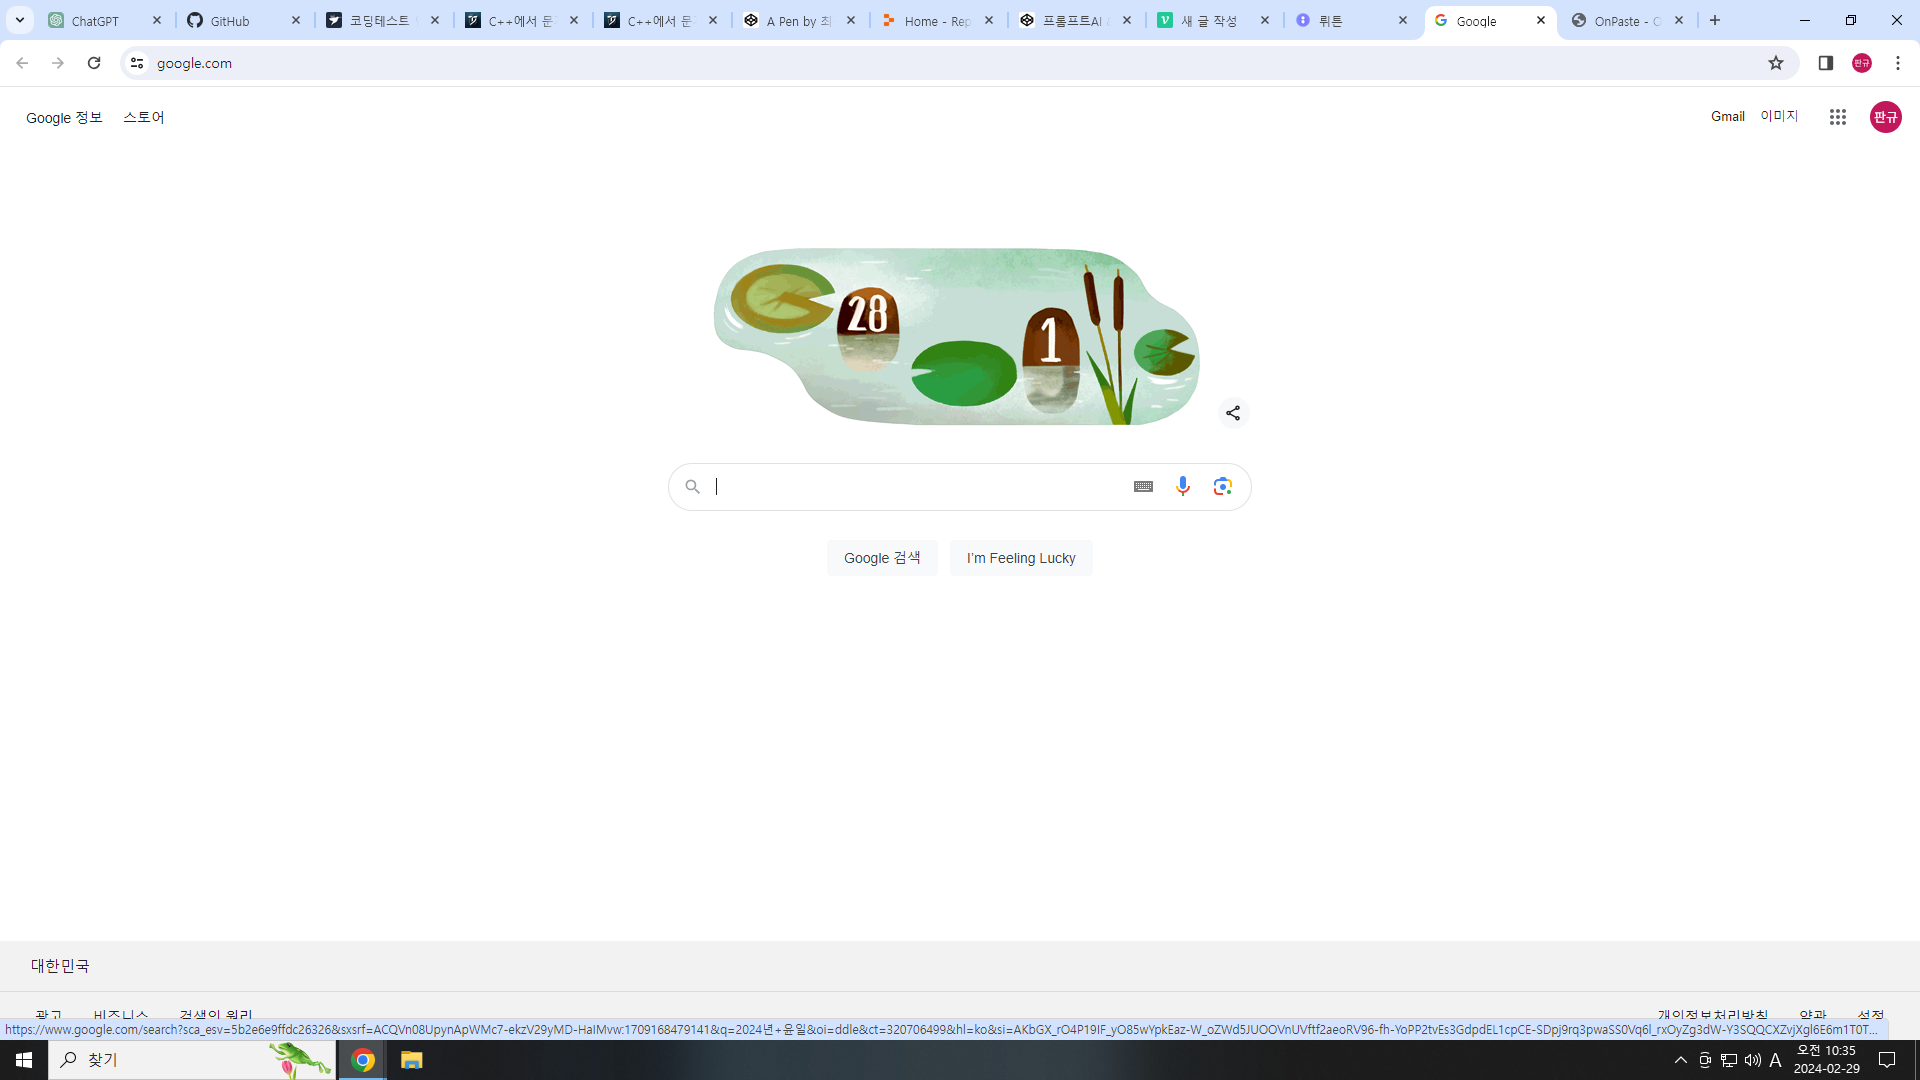 ChatGPT
GitHub
코딩테스트
C++에서 문
C++에서 문
A Pen by 최
Home - Rep
프롬프트AI
새 글 작성
뤼튼
Google
OnPaste - O
google.com
판규
Google 정보
스토어
Gmail
이미지
판규
28
1
Google 검색
I'm Feeling Lucky
대한민국
광고
비즈니스
검색의 원리
개인정보처리방침
약관
설정
https://www.google.com/search?sca_esv=5b2e6e9ffdc26326&sxsrf=ACQVn08UpynApWMc7-ekzV29yMD-HaIMvw:1709168479141&q=2024년+윤일&oi=ddle&ct=320706499&hl=ko&si=AKbGX_rO4P19IF_yO85wYpkEaz-W_oZWd5JUOOVnUVftf2aeoRV96-fh-YoPP2tvEs3GdpdEL1cpCE-SDpj9rq3pwaSS0Vq6l_rxOyZg3dW-Y3SQQCXZvjXgl6E6m1T0T...
찾기
A
오전 10:35
2024-02-29